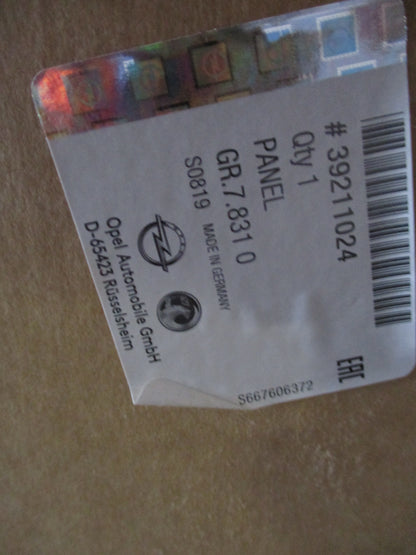 # 39211024
Qty 1
PANEL
GR.7.831 0
S0819 MADE IN GERMANY
Opel Automobile GmbH
D-65423 Rüsselsheim
EAC
S667606372